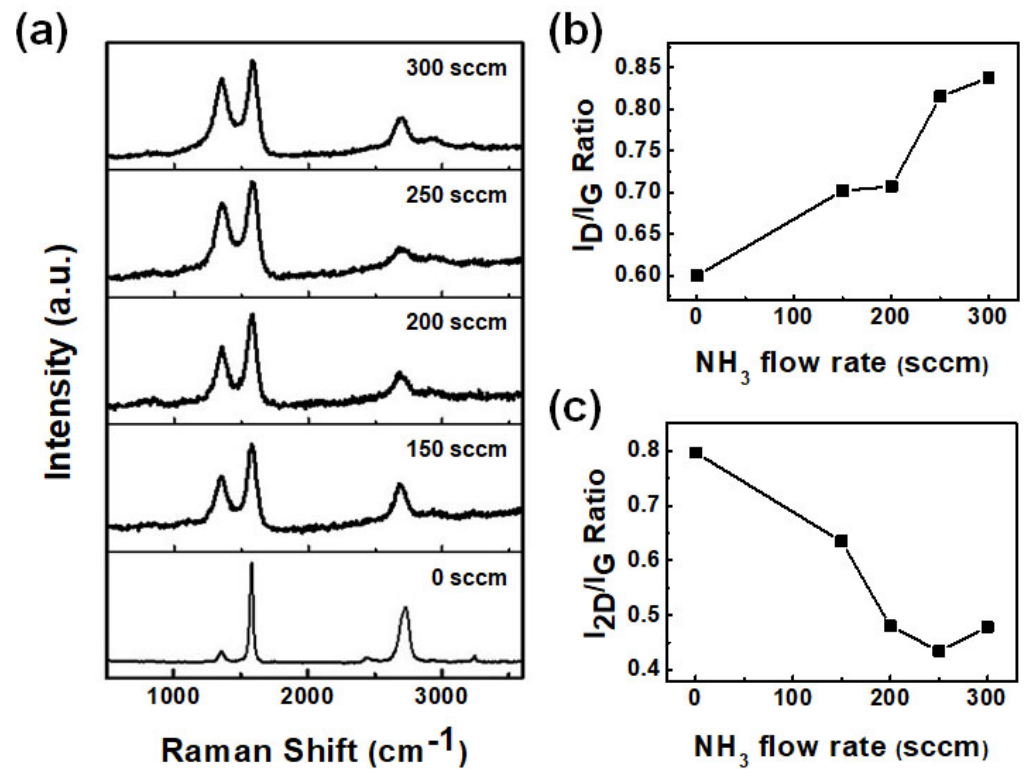 (a)
300 sccm
250 sccm
200 sccm
150 sccm
0 sccm
Intensity (a.u.)
1000 2000 3000
Raman Shift (cm-1)
(b)
0.85
0.80
0.75
0.70
0.65
0.60
ID/IG Ratio
0 100 200 300
NH3 flow rate (sccm)
(c)
0.8
0.7
0.6
0.5
0.4
I2D/IG Ratio
0 100 200 300
NH3 flow rate (sccm)